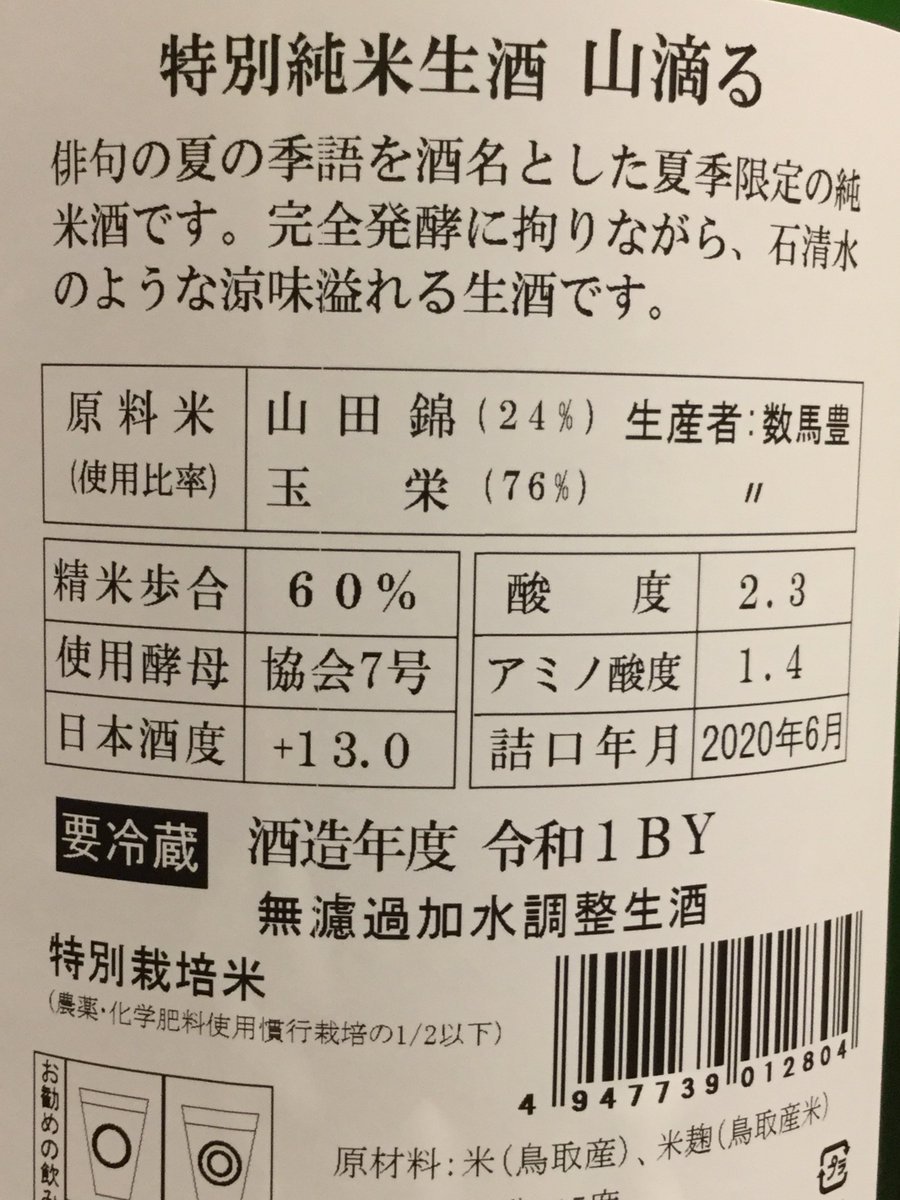 特別純米生酒 山滴る
俳句の夏の季語を酒名とした夏季限定の純
米酒です。完全発酵に拘りながら、石清水
のような涼味溢れる生酒です。
原料米 山田錦(24%) 生産者:数馬豊
(使用比率) 玉栄(76%) 〃
精米歩合 60% 酸度 2.3
使用酵母 協会7号 アミノ酸度 1.4
日本酒度 +13.0 詰口年月 2020年6月
要冷蔵 酒造年度 令和1BY
無濾過加水調整生酒
特別栽培米
(農薬・化学肥料使用慣行栽培の1/2以下)
4 947739 012804
お勧めの飲み
原材料:米(鳥取産)、米麹(鳥取産米)
プラ